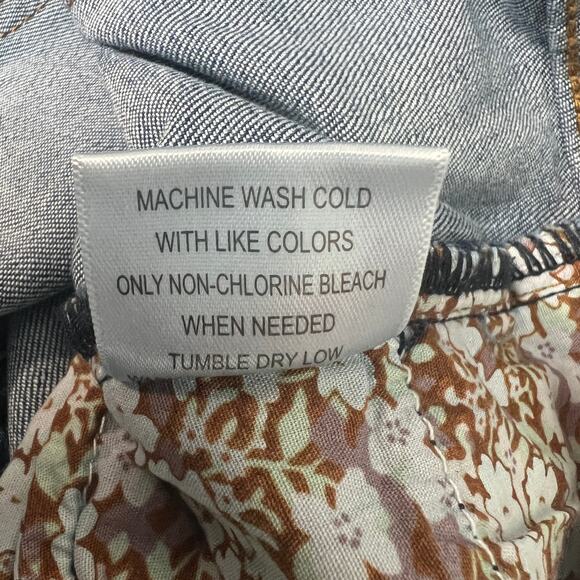 MACHINE WASH COLD
WITH LIKE COLORS
ONLY NON-CHLORINE BLEACH
WHEN NEEDED
TUMBLE DRY LOW